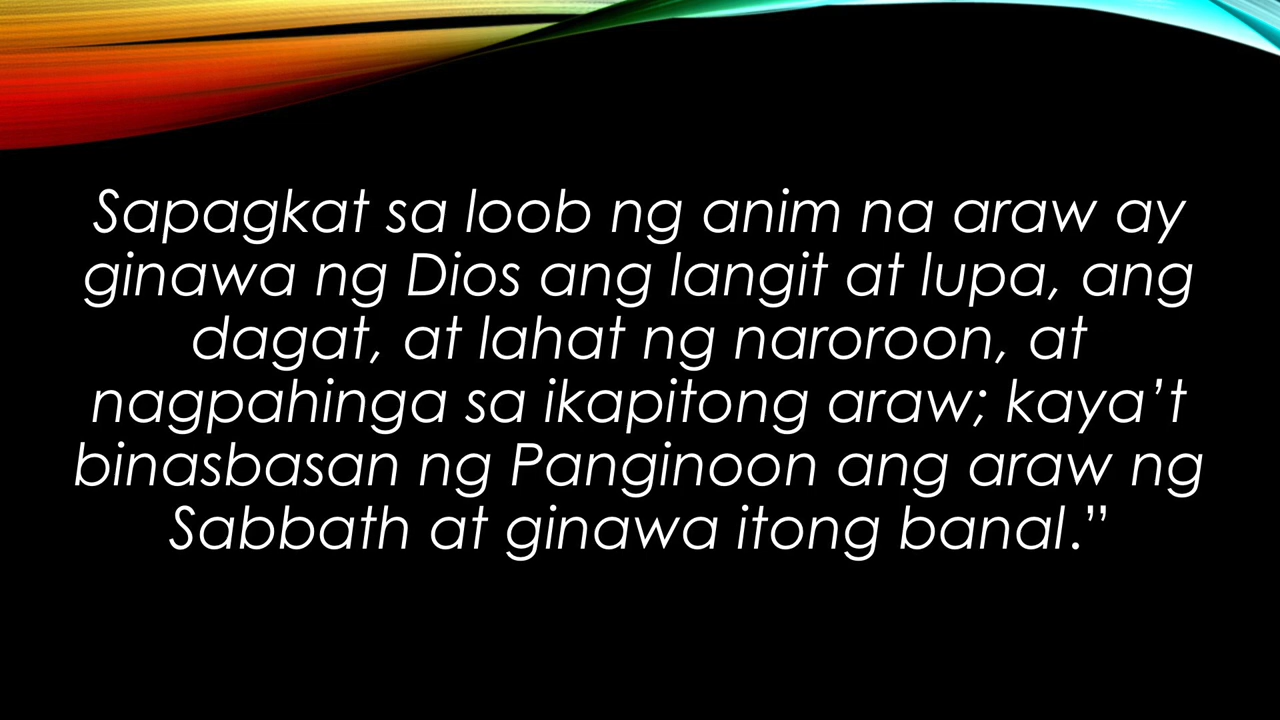 Sapagkat sa loob ng anim na araw ay
ginawa ng Dios ang langit at lupa, ang
dagat, at lahat ng naroroon, at
nagpahinga sa ikapitong araw; kaya’t
binasbasan ng Panginoon ang araw ng
Sabbath at ginawa itong banal.”